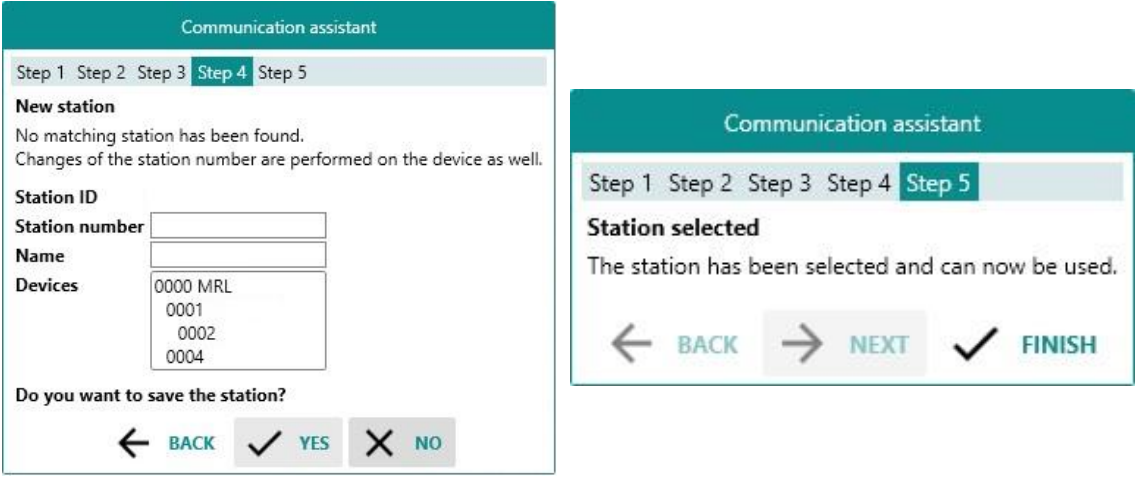 Communication assistant
Step 1 Step 2 Step 3 Step 4 Step 5
New station
No matching station has been found.
Changes of the station number are performed on the device as well.
Station ID
Station number
Name
Devices
0000 MRL
0001
0002
0004
Do you want to save the station?
BACK YES NO
Communication assistant
Step 1 Step 2 Step 3 Step 4 Step 5
Station selected
The station has been selected and can now be used.
BACK NEXT FINISH